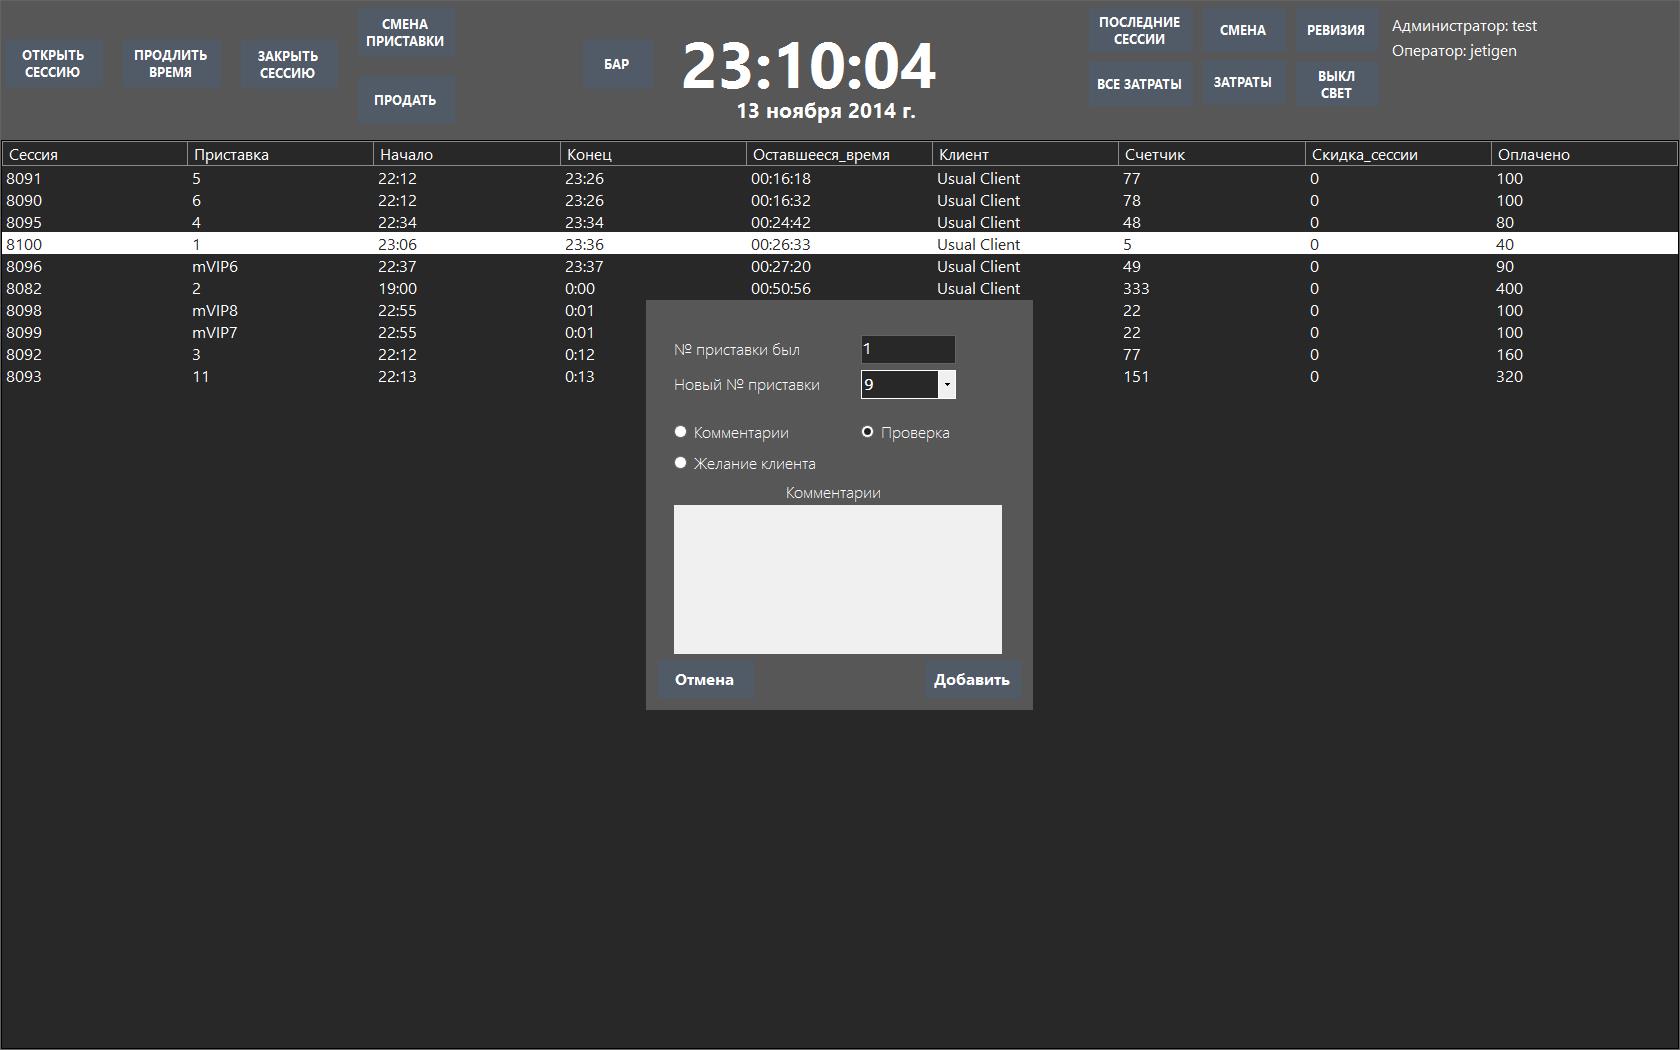 ОТКРЫТЬ СЕССИЮ
ПРОДЛИТЬ ВРЕМЯ
ЗАКРЫТЬ СЕССИЮ
СМЕНА ПРИСТАВКИ
ПРОДАТЬ
БАР
23:10:04
13 ноября 2014 г.
ПОСЛЕДНИЕ СЕССИИ
СМЕНА
РЕВИЗИЯ
ВСЕ ЗАТРАТЫ
ЗАТРАТЫ
ВЫКЛ СВЕТ
Администратор: test
Оператор: jetigen
Сессия Приставка Начало Конец Оставшееся_время Клиент Счетчик Скидка_сессии Оплачено
8091 5 22:12 23:26 00:16:18 Usual Client 77 0 100
8090 6 22:12 23:26 00:16:32 Usual Client 78 0 100
8095 4 22:34 23:34 00:24:42 Usual Client 48 0 80
8100 1 23:06 23:36 00:26:33 Usual Client 5 0 40
8096 mVIP6 22:37 23:37 00:27:20 Usual Client 49 0 90
8082 2 19:00 0:00 00:50:56 Usual Client 333 0 400
8098 mVIP8 22:55 0:01 22 0 100
8099 mVIP7 22:55 0:01 22 0 100
8092 3 22:12 0:12 77 0 160
8093 11 22:13 0:13 151 0 320
№ приставки был 1
Новый № приставки 9
Комментарии Проверка
Желание клиента
Комментарии
Отмена Добавить